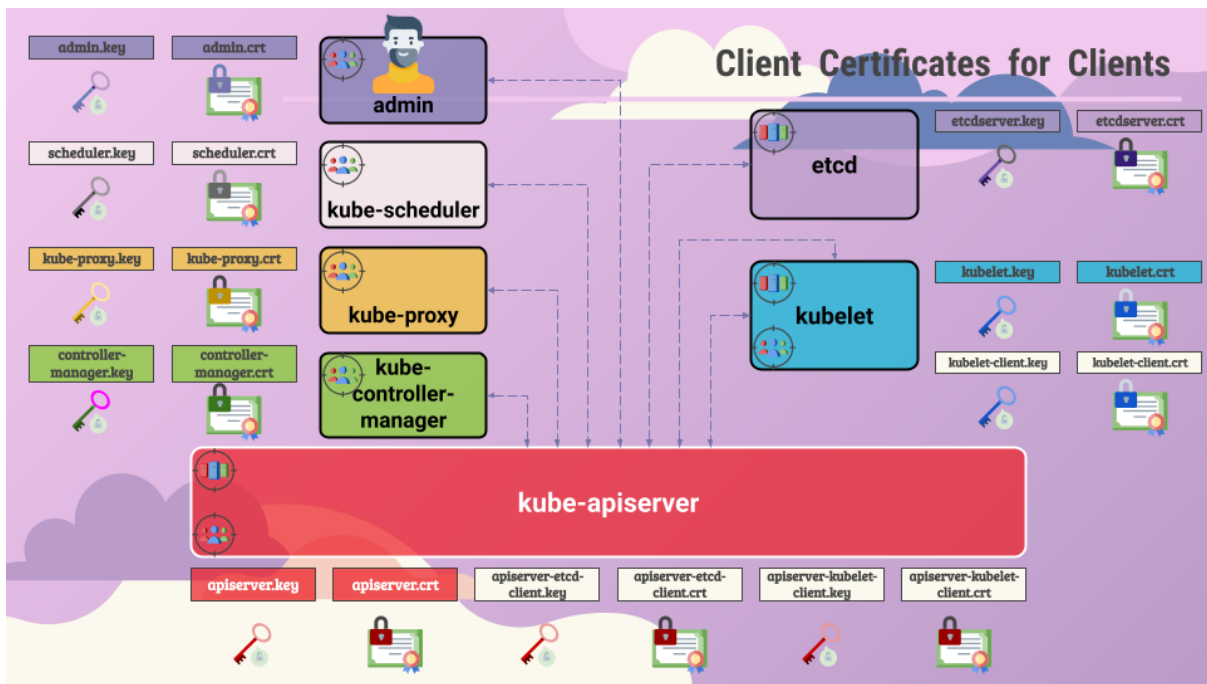 Client Certificates for Clients
admin.key
admin.crt
admin
scheduler.key
scheduler.crt
kube-scheduler
kube-proxy.key
kube-proxy.crt
kube-proxy
controller-
manager.key
controller-
manager.crt
kube-
controller-
manager
etcd
etcdserver.key
etcdserver.crt
kubelet
kubelet.key
kubelet.crt
kubelet-client.key
kubelet-client.crt
kube-apiserver
apiserver.key
apiserver.crt
apiserver-etcd-
client.key
apiserver-etcd-
client.crt
apiserver-kubelet-
client.key
apiserver-kubelet-
client.crt